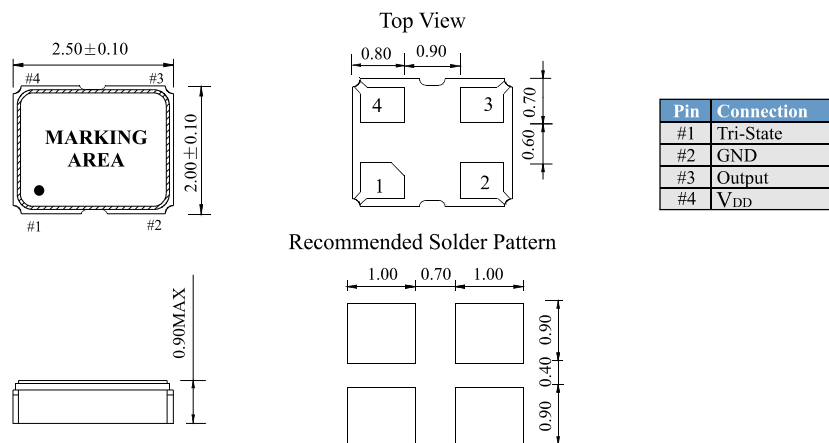 Top View
2.50±0.10
#4
#3
MARKING
AREA
2.00±0.10
#1
#2
0.80
0.90
4
3
1
2
0.70
0.60
Pin Connection
#1 Tri-State
#2 GND
#3 Output
#4 VDD
Recommended Solder Pattern
0.90MAX
1.00
0.70
1.00
0.90
0.40
0.90